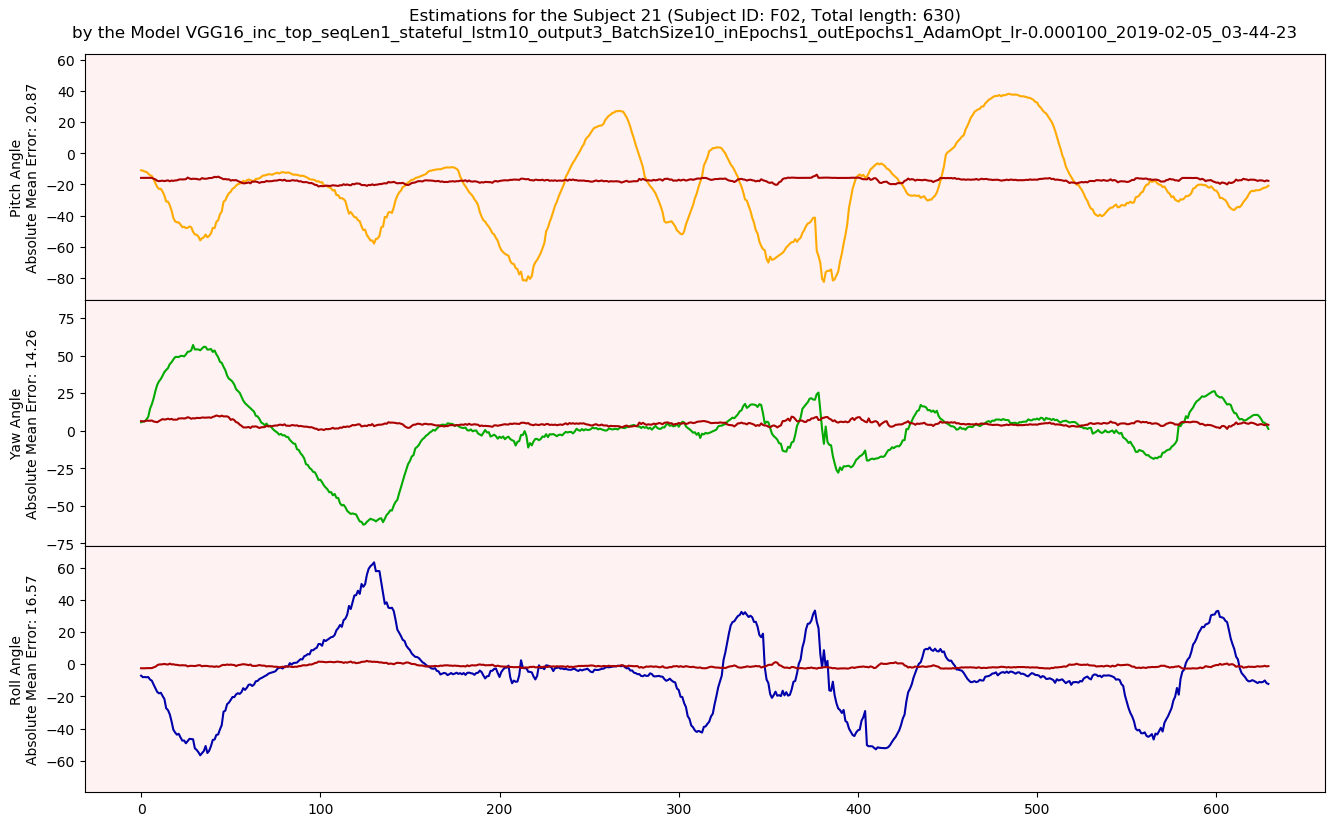 Estimations for the Subject 21 (Subject ID: F02, Total length: 630)
by the Model VGG16_inc_top_seqLen1_stateful_lstm10_output3_BatchSize10_inEpochs1_outEpochs1_AdamOpt_lr-0.000100_2019-02-05_03-44-23
Pitch Angle
Absolute Mean Error: 20.87
60
40
20
0
−20
−40
−60
−80
Yaw Angle
Absolute Mean Error: 14.26
75
50
25
0
−25
−50
−75
Roll Angle
Absolute Mean Error: 16.57
60
40
20
0
−20
−40
−60
0 100 200 300 400 500 600